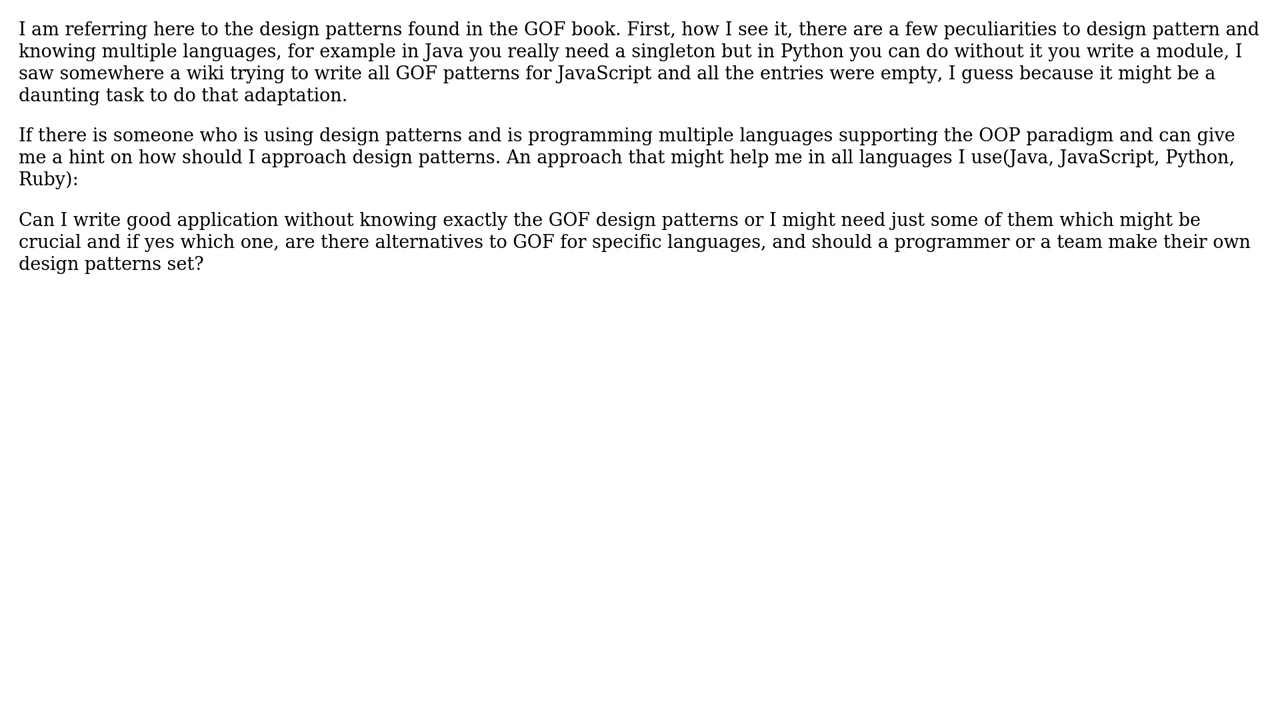 I am referring here to the design patterns found in the GOF book. First, how I see it, there are a few peculiarities to design pattern and
knowing multiple languages, for example in Java you really need a singleton but in Python you can do without it you write a module, I
saw somewhere a wiki trying to write all GOF patterns for JavaScript and all the entries were empty, I guess because it might be a
daunting task to do that adaptation.
If there is someone who is using design patterns and is programming multiple languages supporting the OOP paradigm and can give
me a hint on how should I approach design patterns. An approach that might help me in all languages I use(Java, JavaScript, Python,
Ruby):
Can I write good application without knowing exactly the GOF design patterns or I might need just some of them which might be
crucial and if yes which one, are there alternatives to GOF for specific languages, and should a programmer or a team make their own
design patterns set?